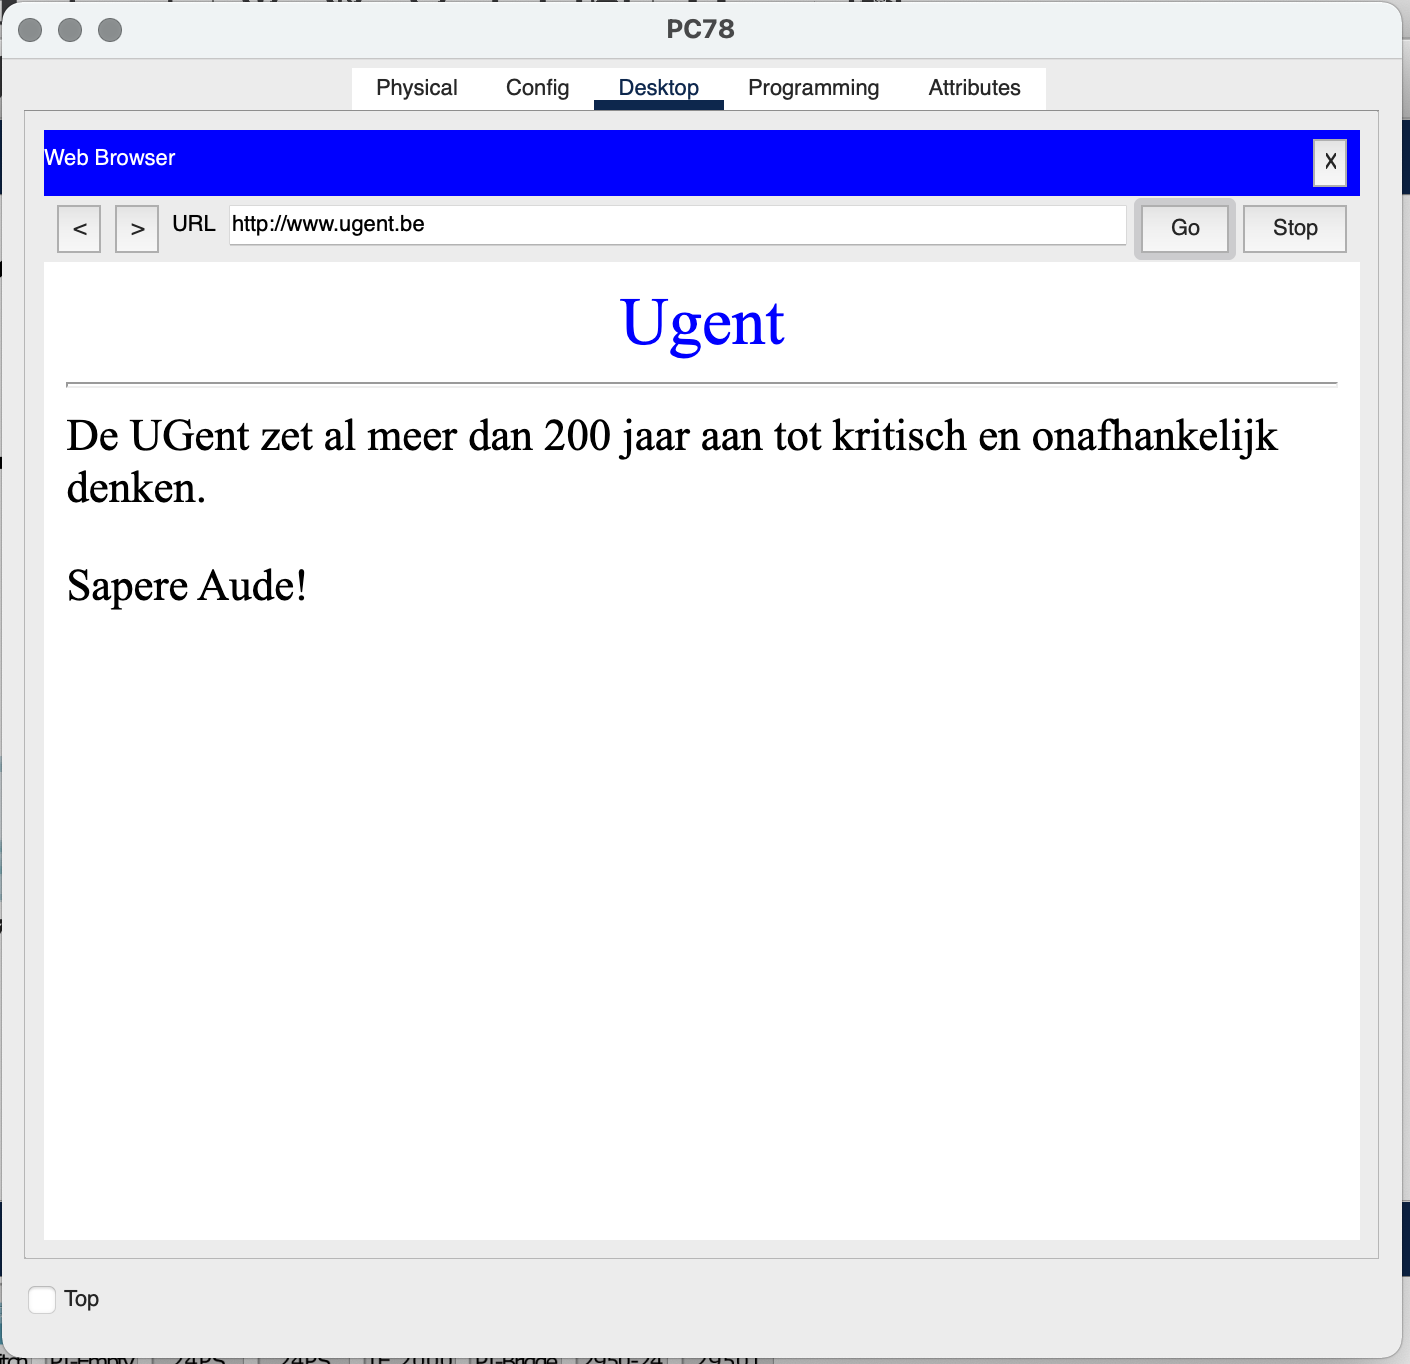 PC78
Physical Config Desktop Programming Attributes
Web Browser X
< > URL http://www.ugent.be Go Stop
Ugent
De UGent zet al meer dan 200 jaar aan tot kritisch en onafhankelijk
denken.
Sapere Aude!
Top